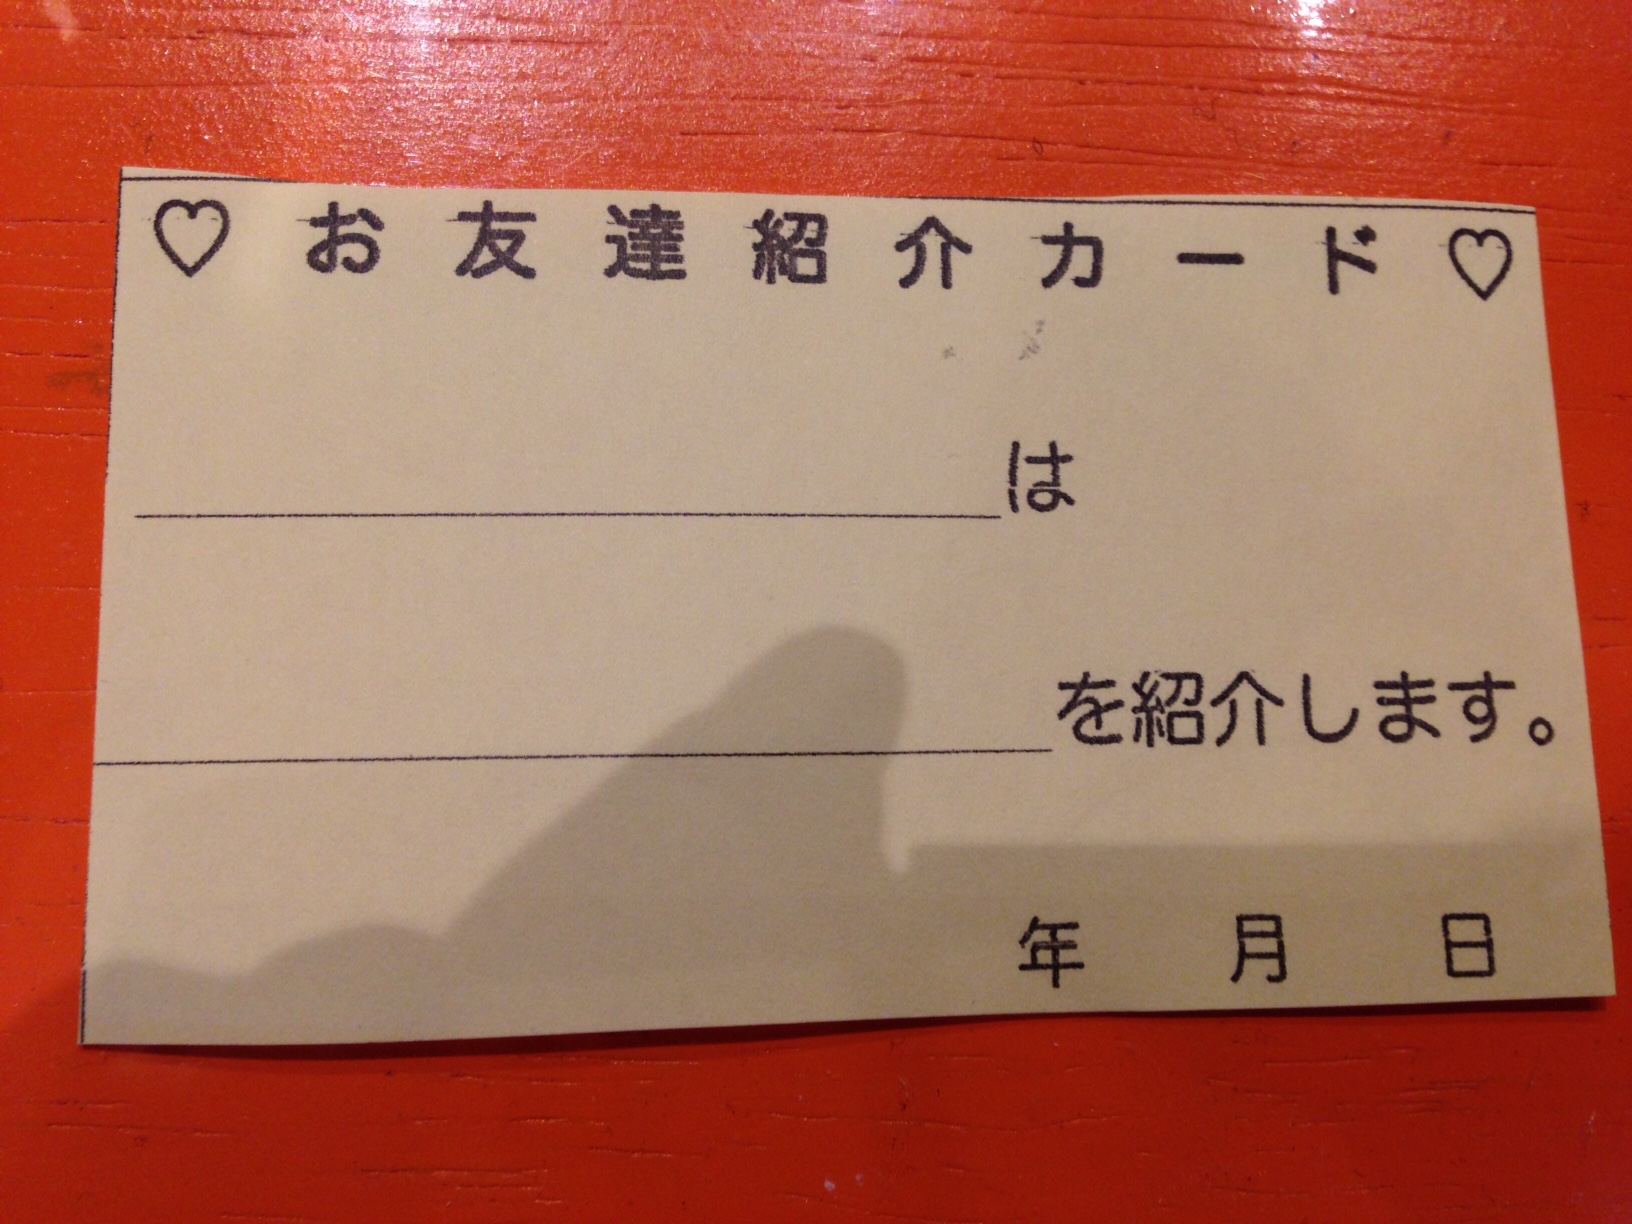 ♡お友達紹介カード♡
は
を紹介します。
年 月 日